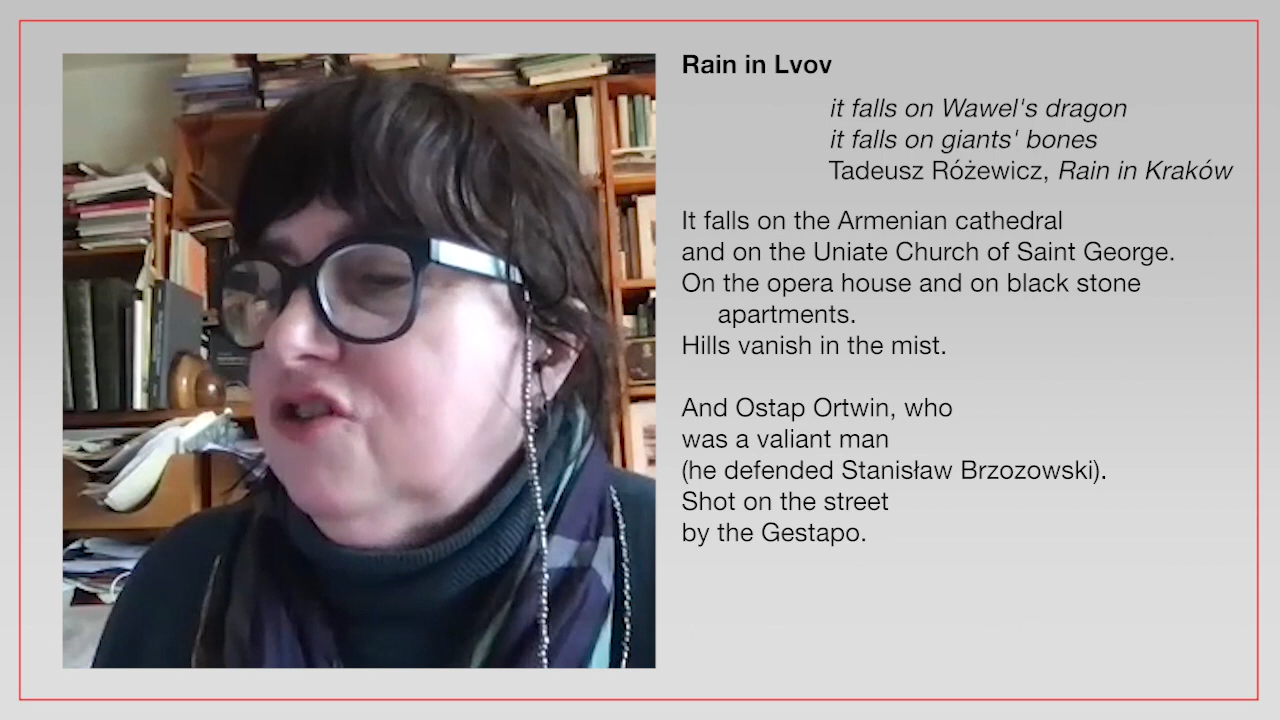 Rain in Lvov
it falls on Wawel's dragon
it falls on giants' bones
Tadeusz Różewicz, Rain in Kraków
It falls on the Armenian cathedral
and on the Uniate Church of Saint George.
On the opera house and on black stone
apartments.
Hills vanish in the mist.
And Ostap Ortwin, who
was a valiant man
(he defended Stanisław Brzozowski).
Shot on the street
by the Gestapo.